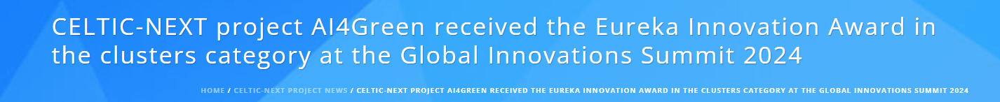 CELTIC-NEXT project AI4Green received the Eureka Innovation Award in
the clusters category at the Global Innovations Summit 2024
HOME / CELTIC-NEXT PROJECT NEWS / CELTIC-NEXT PROJECT AI4GREEN RECEIVED THE EUREKA INNOVATION AWARD IN THE CLUSTERS CATEGORY AT THE GLOBAL INNOVATIONS SUMMIT 2024